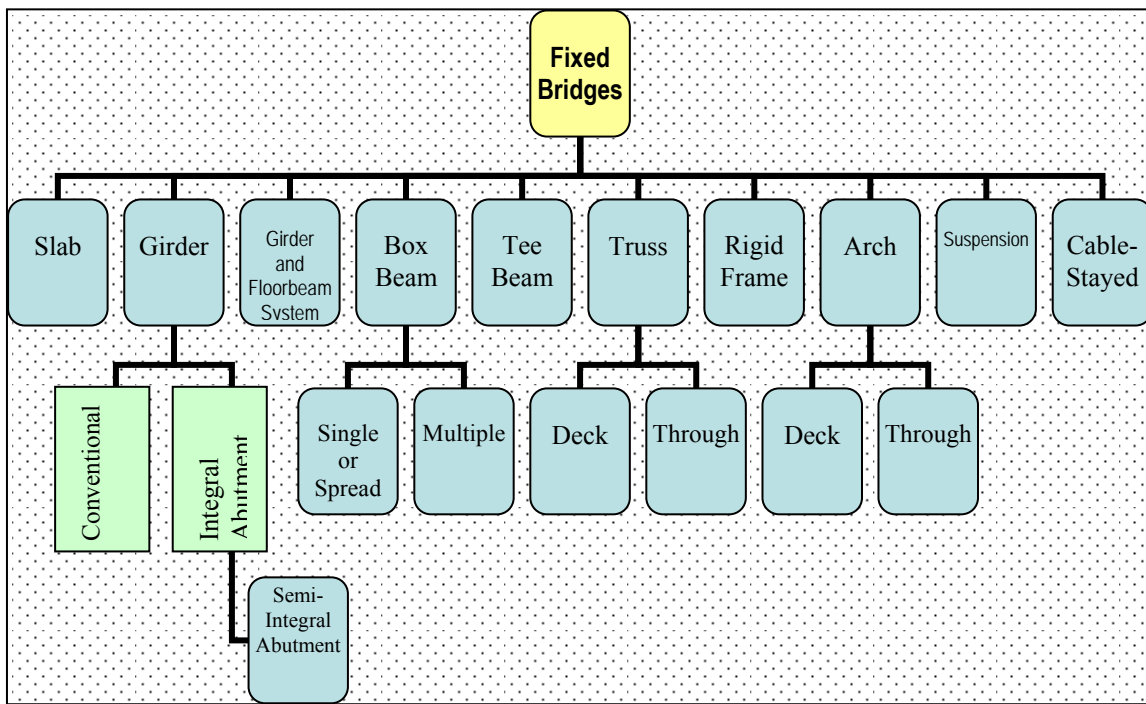 Fixed
Bridges
Slab
Girder
Girder
and
Floorbeam
System
Box
Beam
Tee
Beam
Truss
Rigid
Frame
Arch
Suspension
Cable-
Stayed
Conventional
Integral
Abutment
Single
or
Spread
Multiple
Deck
Through
Deck
Through
Semi-
Integral
Abutment